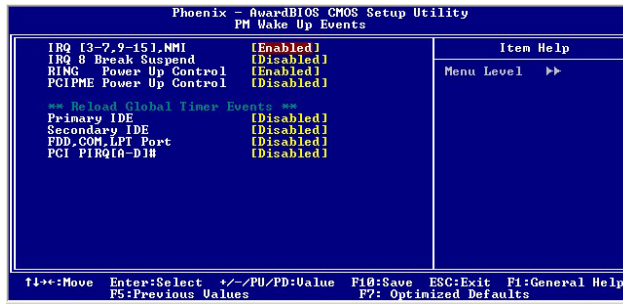 Phoenix - AwardBIOS CMOS Setup Utility
PM Wake Up Events
IRQ [3-7,9-15],NMI [Enabled]
IRQ 8 Break Suspend [Disabled]
RING Power Up Control [Enabled]
PCIPME Power Up Control [Disabled]
** Reload Global Timer Events **
Primary IDE [Disabled]
Secondary IDE [Disabled]
FDD,COM,LPT Port [Disabled]
PCI PIRQ[A-D]# [Disabled]
Item Help
Menu Level ▶▶
↑↓→←:Move Enter:Select +/-/PU/PD:Value F10:Save ESC:Exit F1:General Help
F5:Previous Values F7: Optimized Defaults